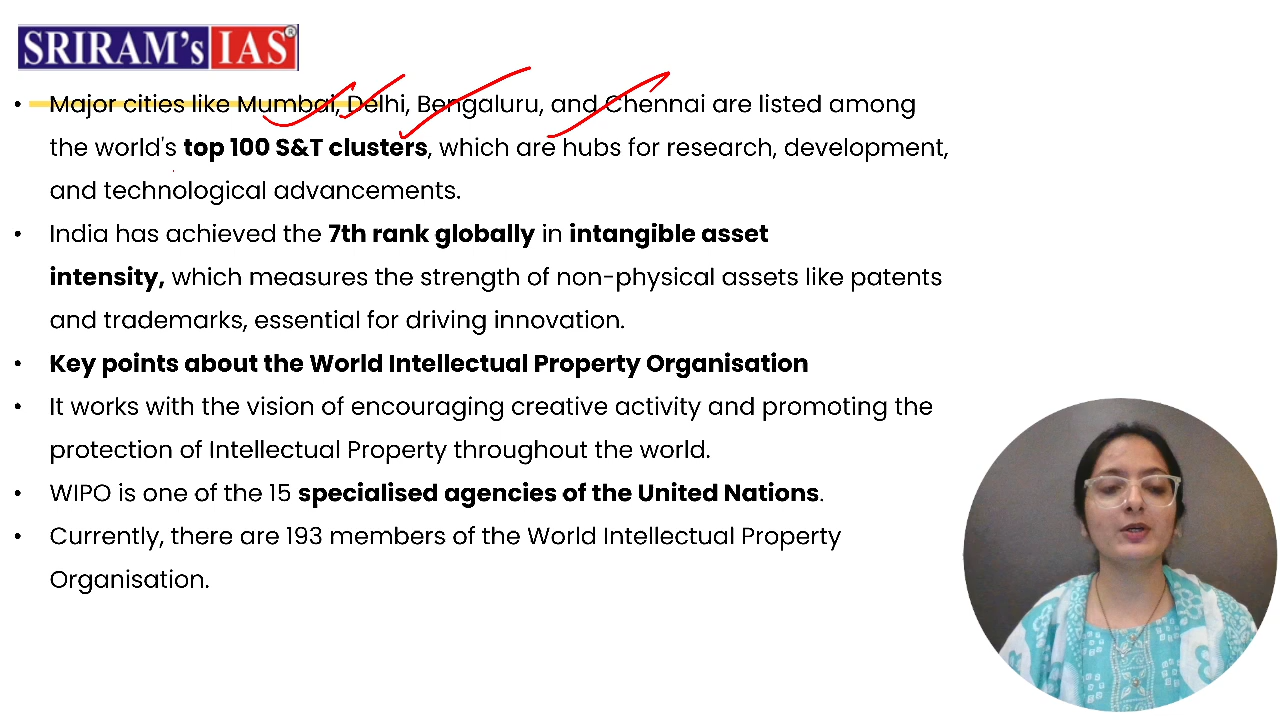 SRIRAM's IAS®
• Major cities like Mumbai, Delhi, Bengaluru, and Chennai are listed among
the world's top 100 S&T clusters, which are hubs for research, development,
and technological advancements.
• India has achieved the 7th rank globally in intangible asset
intensity, which measures the strength of non-physical assets like patents
and trademarks, essential for driving innovation.
• Key points about the World Intellectual Property Organisation
• It works with the vision of encouraging creative activity and promoting the
protection of Intellectual Property throughout the world.
• WIPO is one of the 15 specialised agencies of the United Nations.
• Currently, there are 193 members of the World Intellectual Property
Organisation.